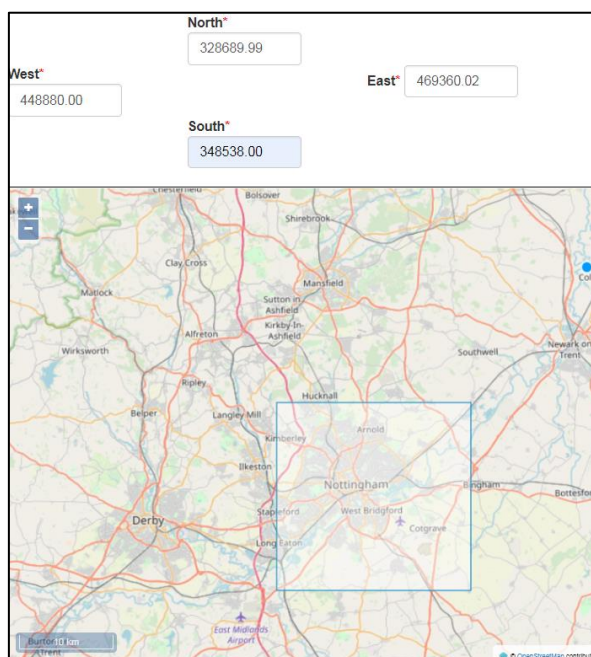 North*
328689.99
West*
448880.00
East* 469360.02
South*
348538.00
+
−
Chesterfield
Bolsover
Shirebrook
Clay Cross
Matlock
Mansfield
Sutton in
Ashfield
Kirkby-In-
Ashfield
Alfreton
Wirksworth
Southwell
Newark on
Trent
Ripley
Hucknall
Belper
Langley Mill
Arnold
Kimberley
Ilkeston
Nottingham
Bingham
Bottesfor
Stapleford
West Bridgford
Derby
Cotgrave
Long Eaton
East Midlands
Airport
Burton
Trent
10 km
© OpenStreetMap contribu